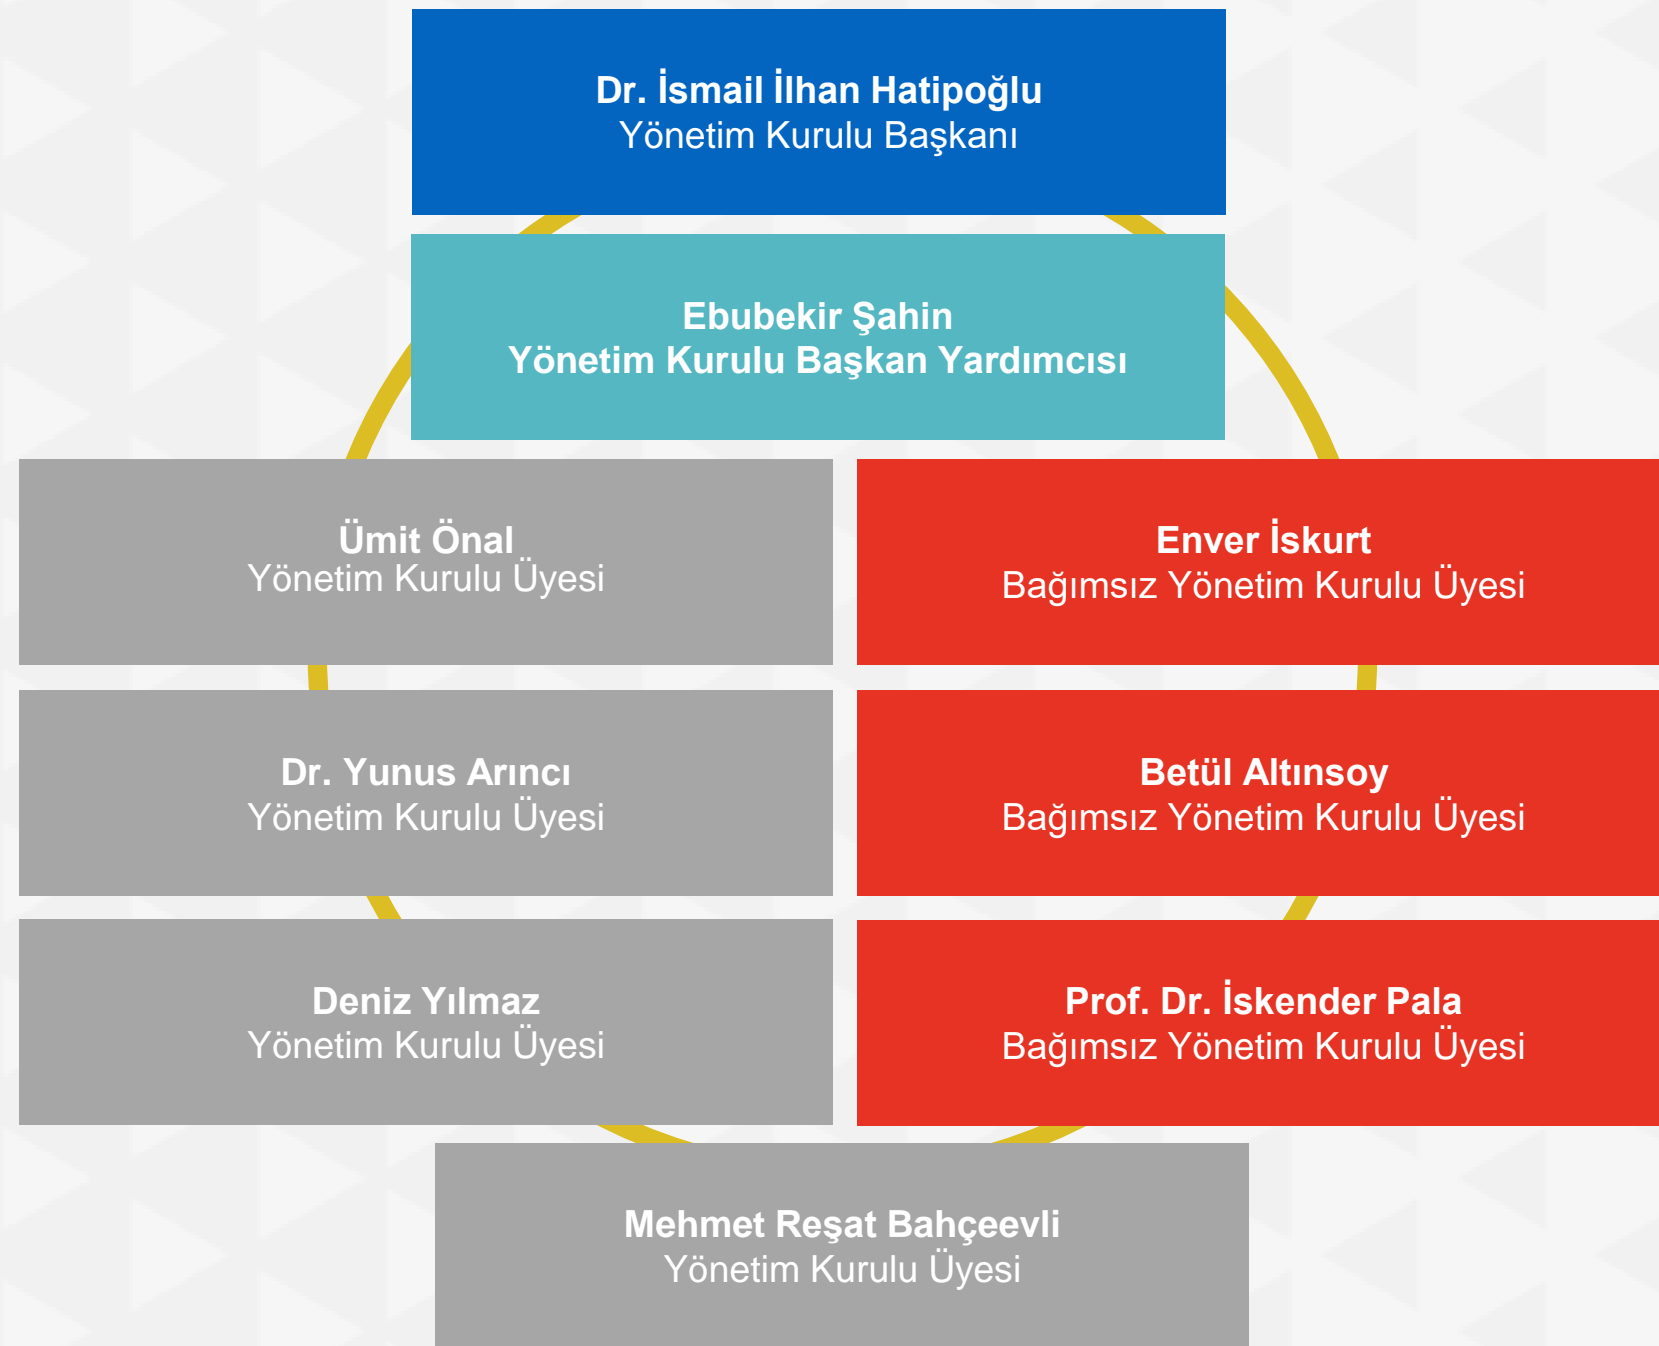 Dr. İsmail İlhan Hatipoğlu
Yönetim Kurulu Başkanı
Ebubekir Şahin
Yönetim Kurulu Başkan Yardımcısı
Ümit Önal
Yönetim Kurulu Üyesi
Enver İskurt
Bağımsız Yönetim Kurulu Üyesi
Dr. Yunus Arıncı
Yönetim Kurulu Üyesi
Betül Altınsoy
Bağımsız Yönetim Kurulu Üyesi
Deniz Yılmaz
Yönetim Kurulu Üyesi
Prof. Dr. İskender Pala
Bağımsız Yönetim Kurulu Üyesi
Mehmet Reşat Bahçeevli
Yönetim Kurulu Üyesi